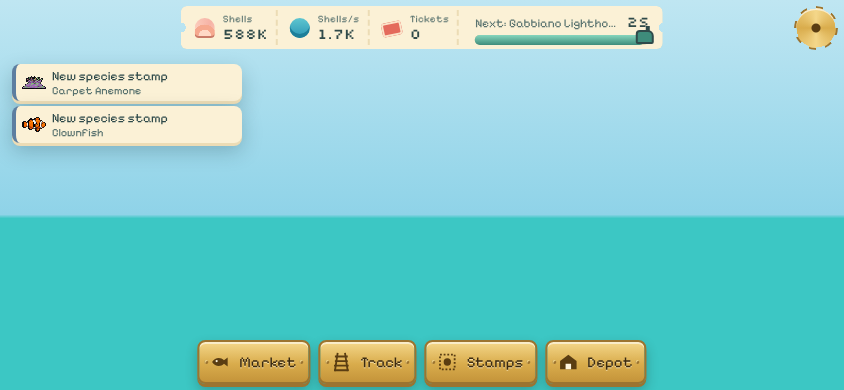 Shells
588K
Shells/s
1.7K
Tickets
0
Next: Gabbiano Lightho...
2s
New species stamp
Carpet Anemone
New species stamp
Clownfish
Market
Track
Stamps
Depot